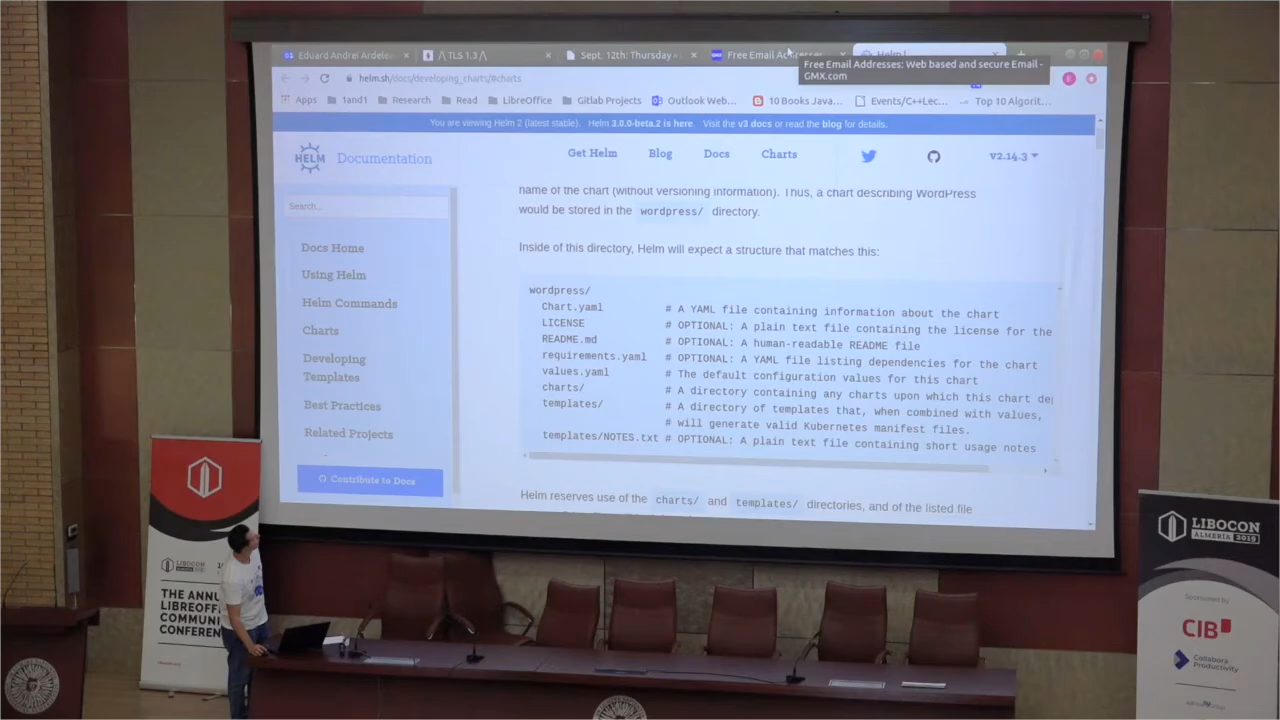 Eduard Andrei Ardele
/\ TLS 1.3 /\
Sept. 12th: Thursday
Free Email Addresses
Helm |
Free Email Addresses: Web based and secure Email -
GMX.com
helm.sh/docs/developing_charts/#charts
Apps
1and1
Research
Read
LibreOffice
Gitlab Projects
Outlook Web...
10 Books Java...
Events/C++Lec...
Top 10 Algorit...
You are viewing Helm 2 (latest stable). Helm 3.0.0-beta.2 is here. Visit the v3 docs or read the blog for details.
HELM
Documentation
Get Helm
Blog
Docs
Charts
v2.14.3
Search...
Docs Home
Using Helm
Helm Commands
Charts
Developing
Templates
Best Practices
Related Projects
Contribute to Docs
name of the chart (without versioning information). Thus, a chart describing WordPress
would be stored in the wordpress/ directory.
Inside of this directory, Helm will expect a structure that matches this:
wordpress/
Chart.yaml # A YAML file containing information about the chart
LICENSE # OPTIONAL: A plain text file containing the license for the
README.md # OPTIONAL: A human-readable README file
requirements.yaml # OPTIONAL: A YAML file listing dependencies for the chart
values.yaml # The default configuration values for this chart
charts/ # A directory containing any charts upon which this chart de
templates/ # A directory of templates that, when combined with values,
# will generate valid Kubernetes manifest files.
templates/NOTES.txt # OPTIONAL: A plain text file containing short usage notes
Helm reserves use of the charts/ and templates/ directories, and of the listed file
LIBOCON
ALMERÍA 2019
THE ANNU
LIBREOFFI
COMMUNI
CONFEREN
LIBOCON
ALMERÍA 2019
Sponsored by
CIB
Collabora
Productivity